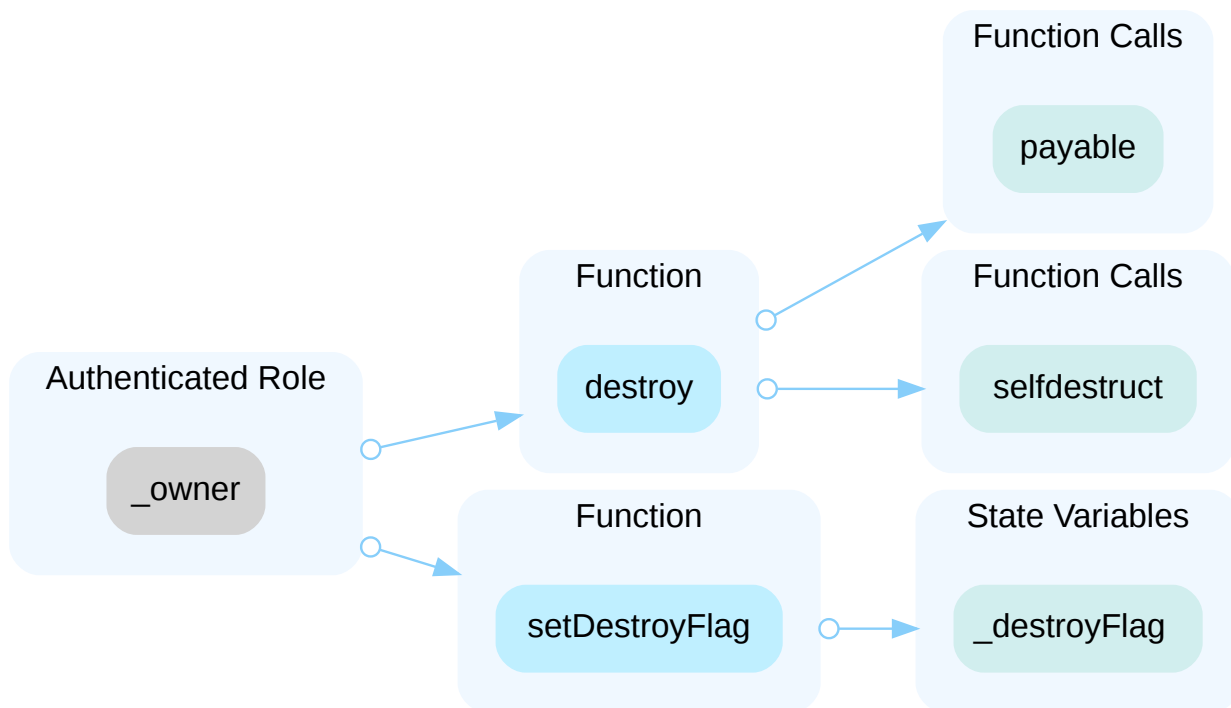 Function Calls
payable
Function
destroy
Function Calls
selfdestruct
Authenticated Role
_owner
Function
setDestroyFlag
State Variables
_destroyFlag